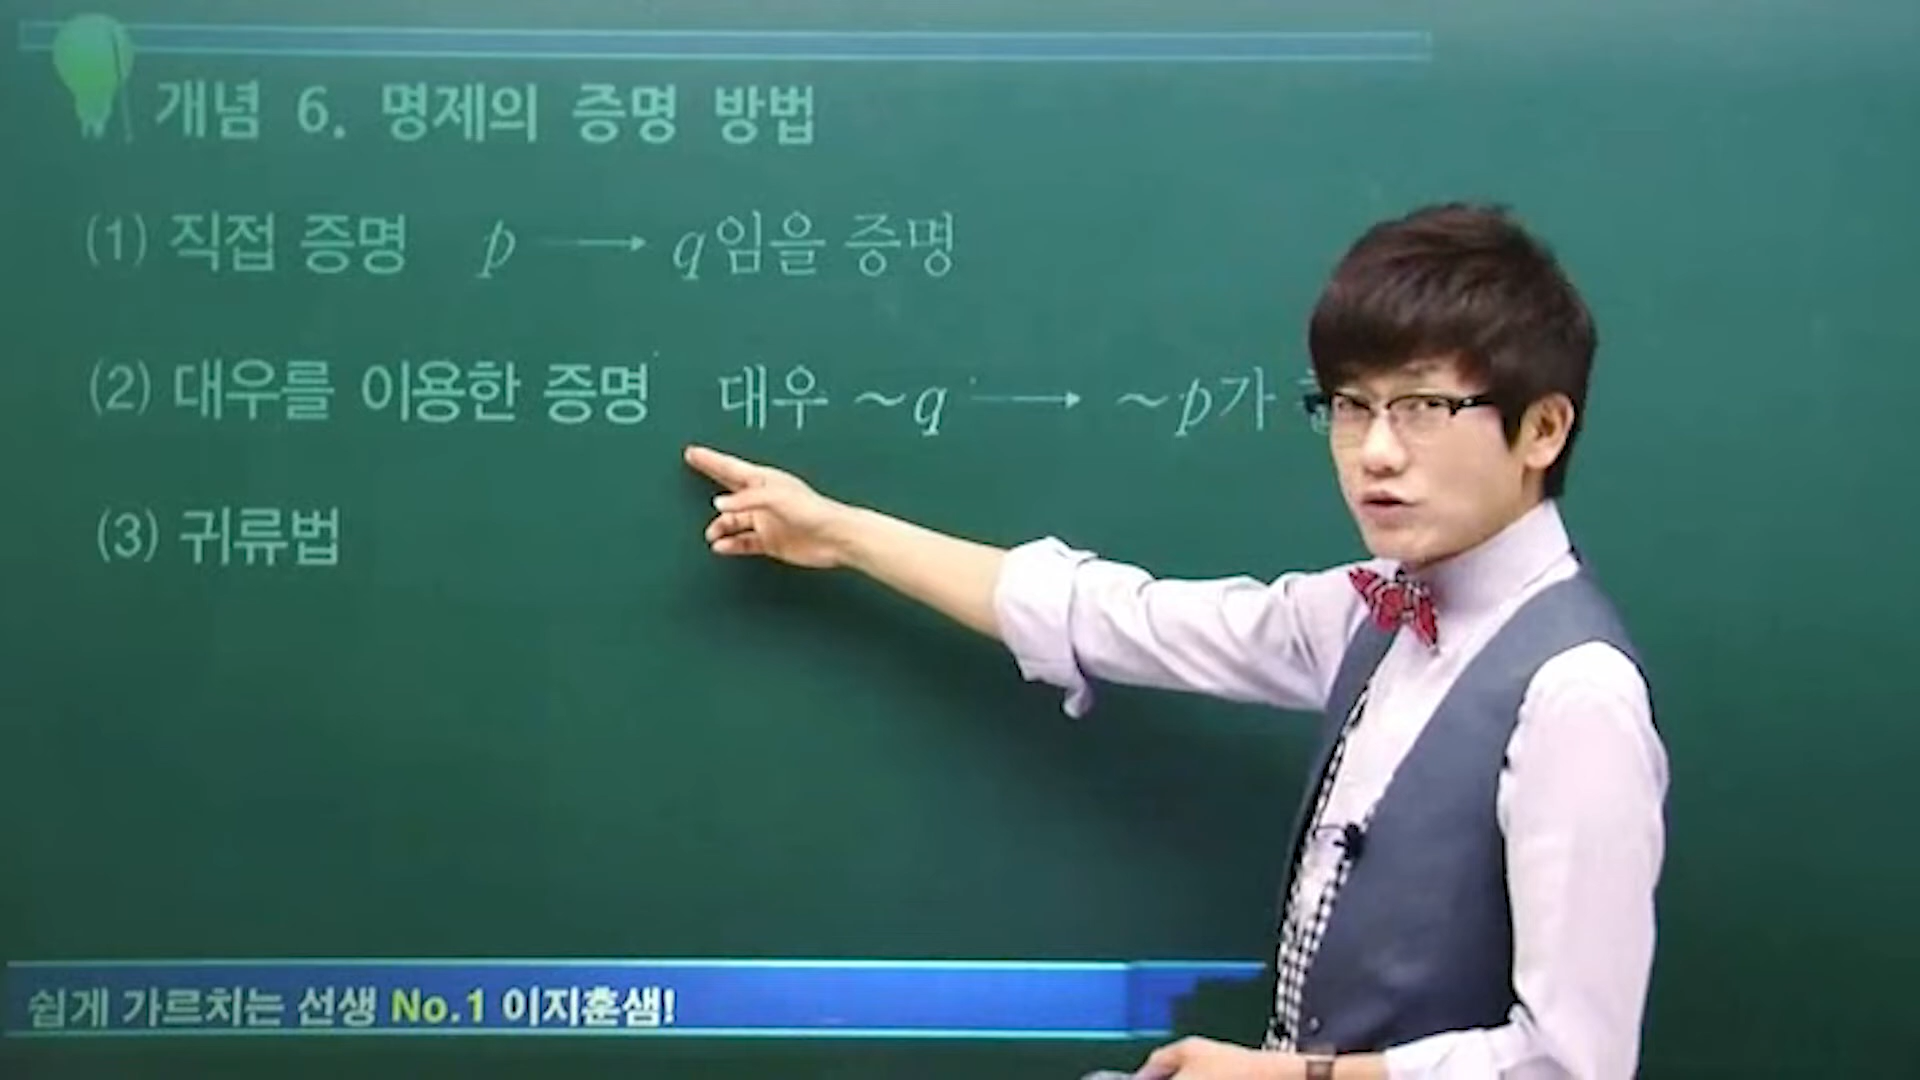 개념 6. 명제의 증명 방법
(1) 직접 증명 p → q임을 증명
(2) 대우를 이용한 증명 대우 ~q → ~p가
(3) 귀류법
쉽게 가르치는 선생 No.1 이지훈샘!